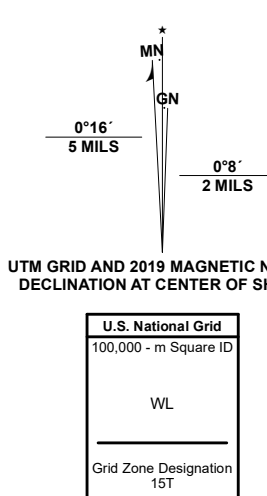 ★
MN
GN
0°16´
5 MILS
0°8´
2 MILS
UTM GRID AND 2019 MAGNETIC N
DECLINATION AT CENTER OF SH
U.S. National Grid
100,000 - m Square ID
WL
Grid Zone Designation
15T